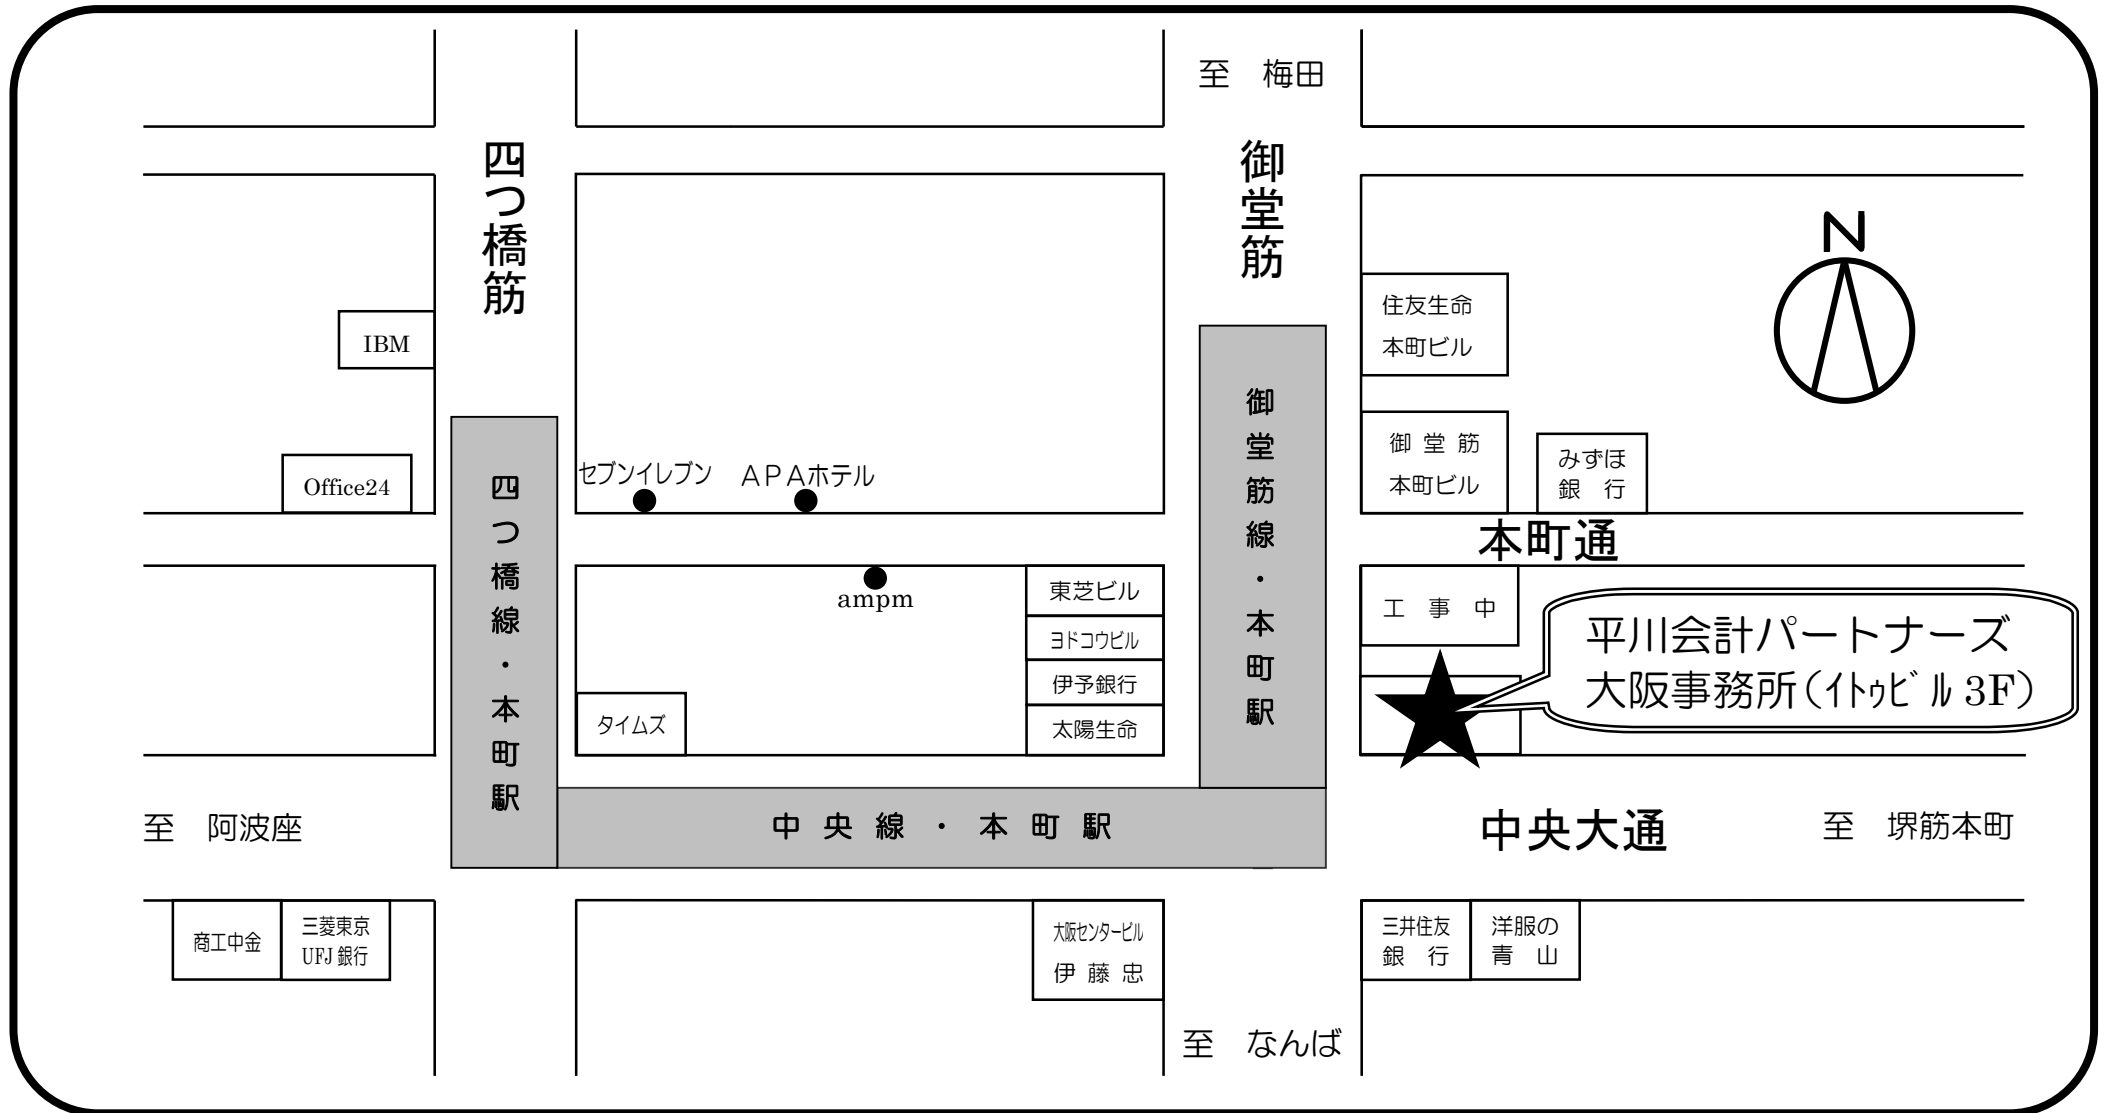 至　梅田
四つ橋筋
御堂筋
N
住友生命
本町ビル
IBM
御堂筋線・本町駅
御 堂 筋
本町ビル
みずほ
銀　行
セブンイレブン
ＡＰＡホテル
Office24
四つ橋線・本町駅
本町通
東芝ビル
ampm
工　事　中
ヨドコウビル
平川会計パートナーズ
大阪事務所(ｲﾄｩﾋﾞﾙ 3F)
伊予銀行
タイムズ
太陽生命
至　阿波座
中央線・本町駅
中央大通
至　堺筋本町
商工中金
三菱東京
UFJ 銀行
大阪センタービル
伊 藤 忠
三井住友
銀　行
洋服の
青　山
至　なんば